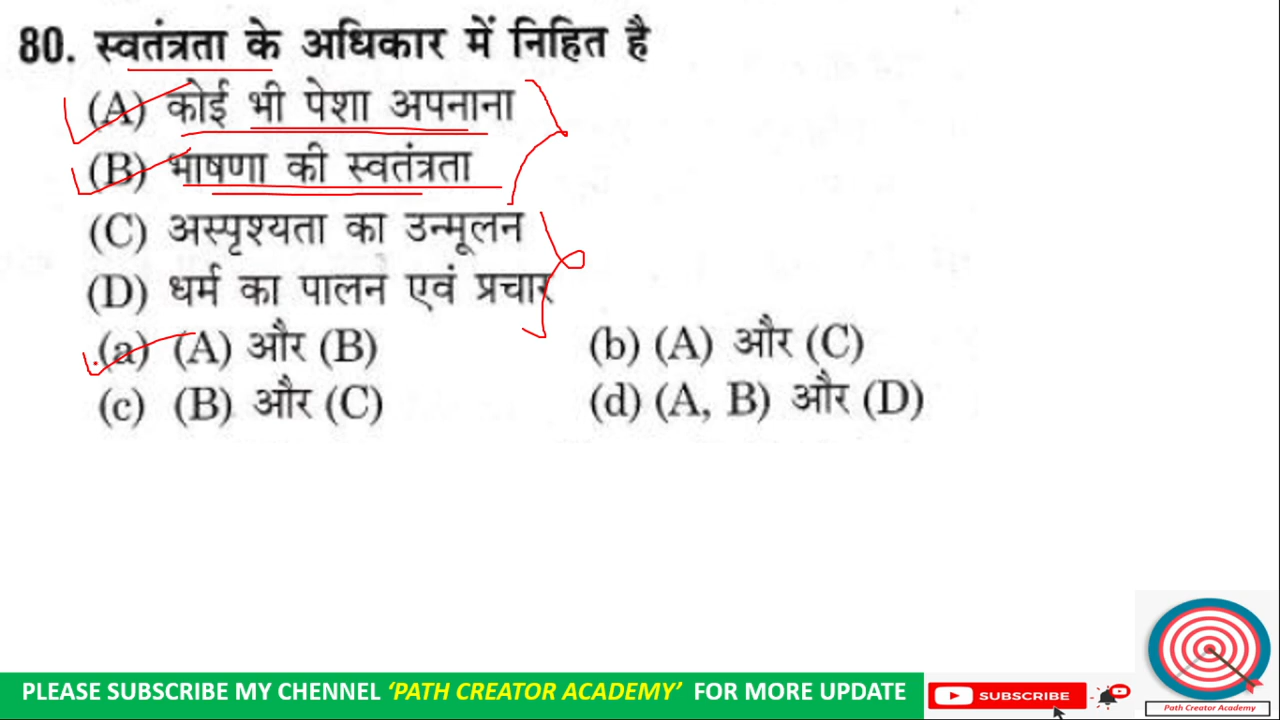 80. स्वतंत्रता के अधिकार में निहित है
(A) कोई भी पेशा अपनाना
(B) भाषणा की स्वतंत्रता
(C) अस्पृश्यता का उन्मूलन
(D) धर्म का पालन एवं प्रचार
(a) (A) और (B) (b) (A) और (C)
(c) (B) और (C) (d) (A, B) और (D)
PLEASE SUBSCRIBE MY CHENNEL ‘PATH CREATOR ACADEMY’ FOR MORE UPDATE
SUBSCRIBE
Path Creator Academy